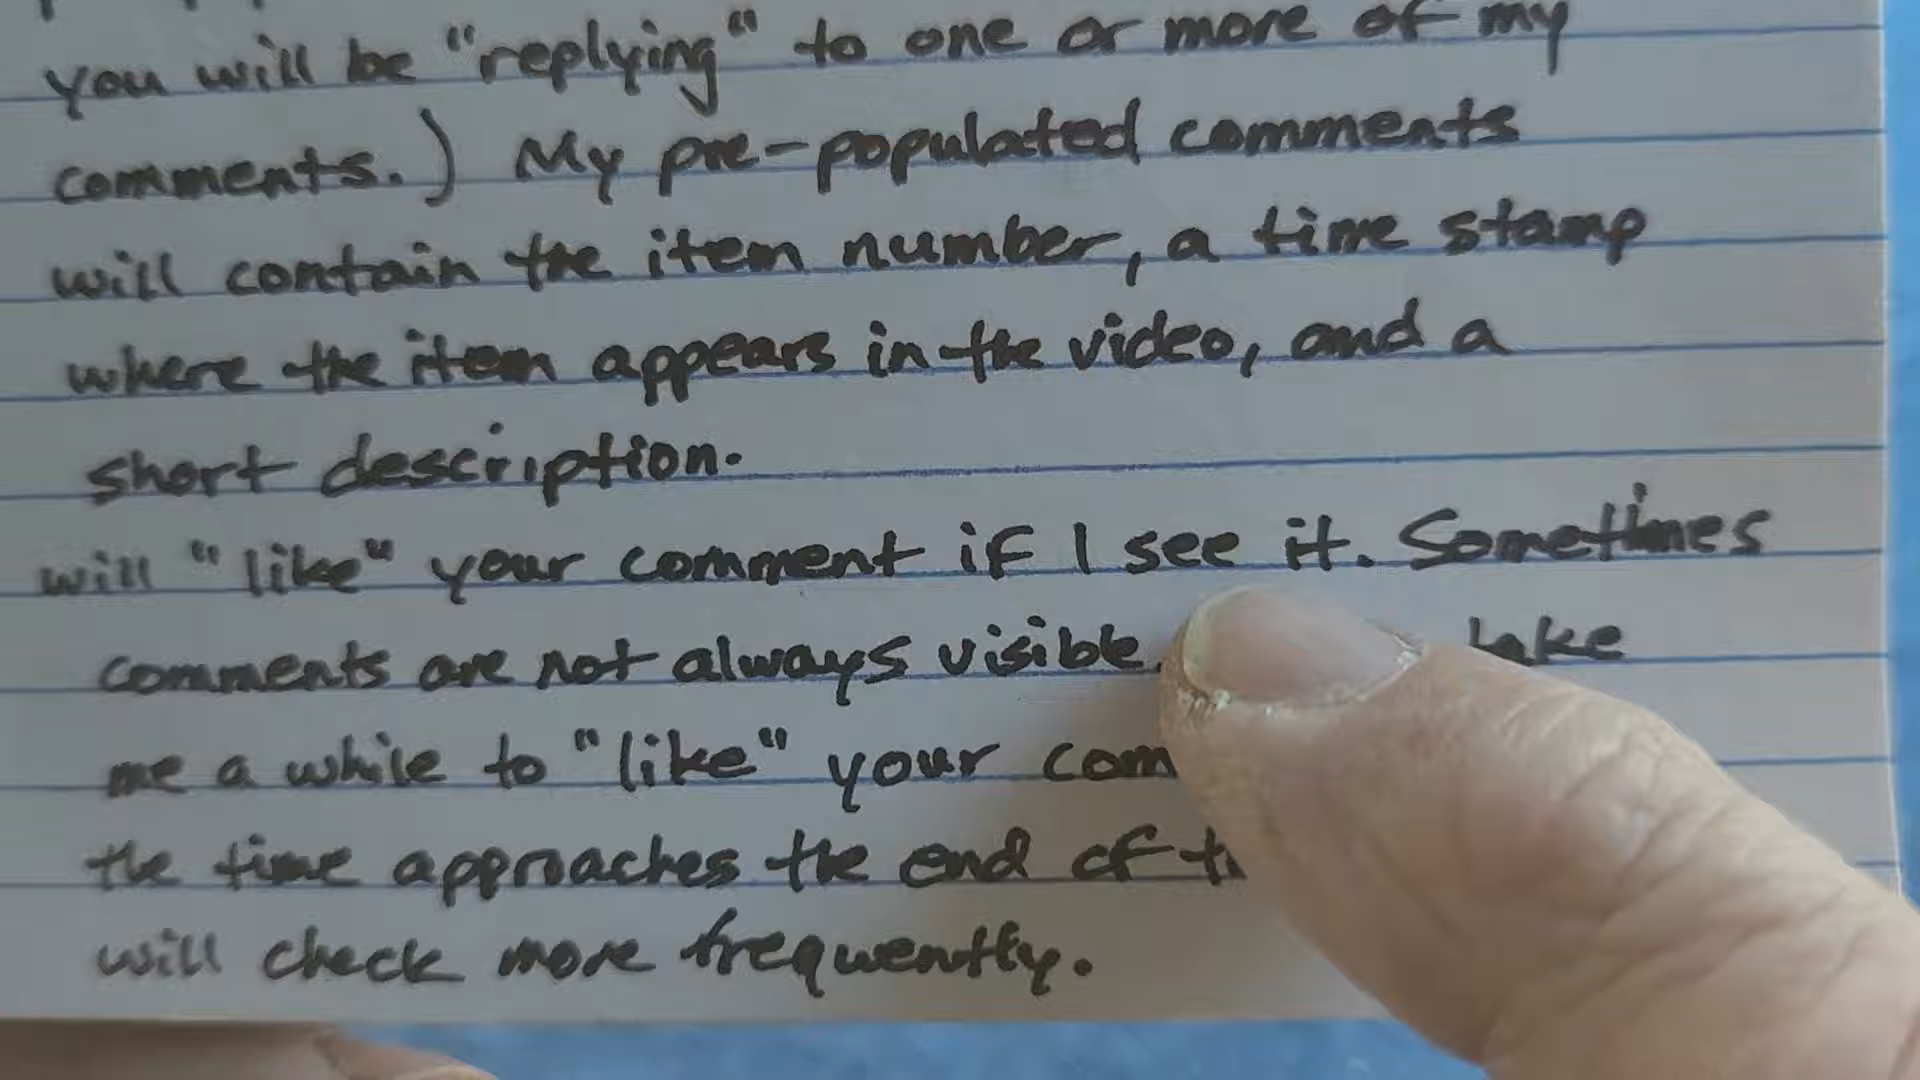 you will be "replying" to one or more of my
comments.) My pre-populated comments
will contain the item number, a time stamp
where the item appears in the video, and a
short description.
will "like" your comment if I see it. Sometimes
comments are not always visible. take
me a while to "like" your com
the time approaches the end of
will check more frequently.